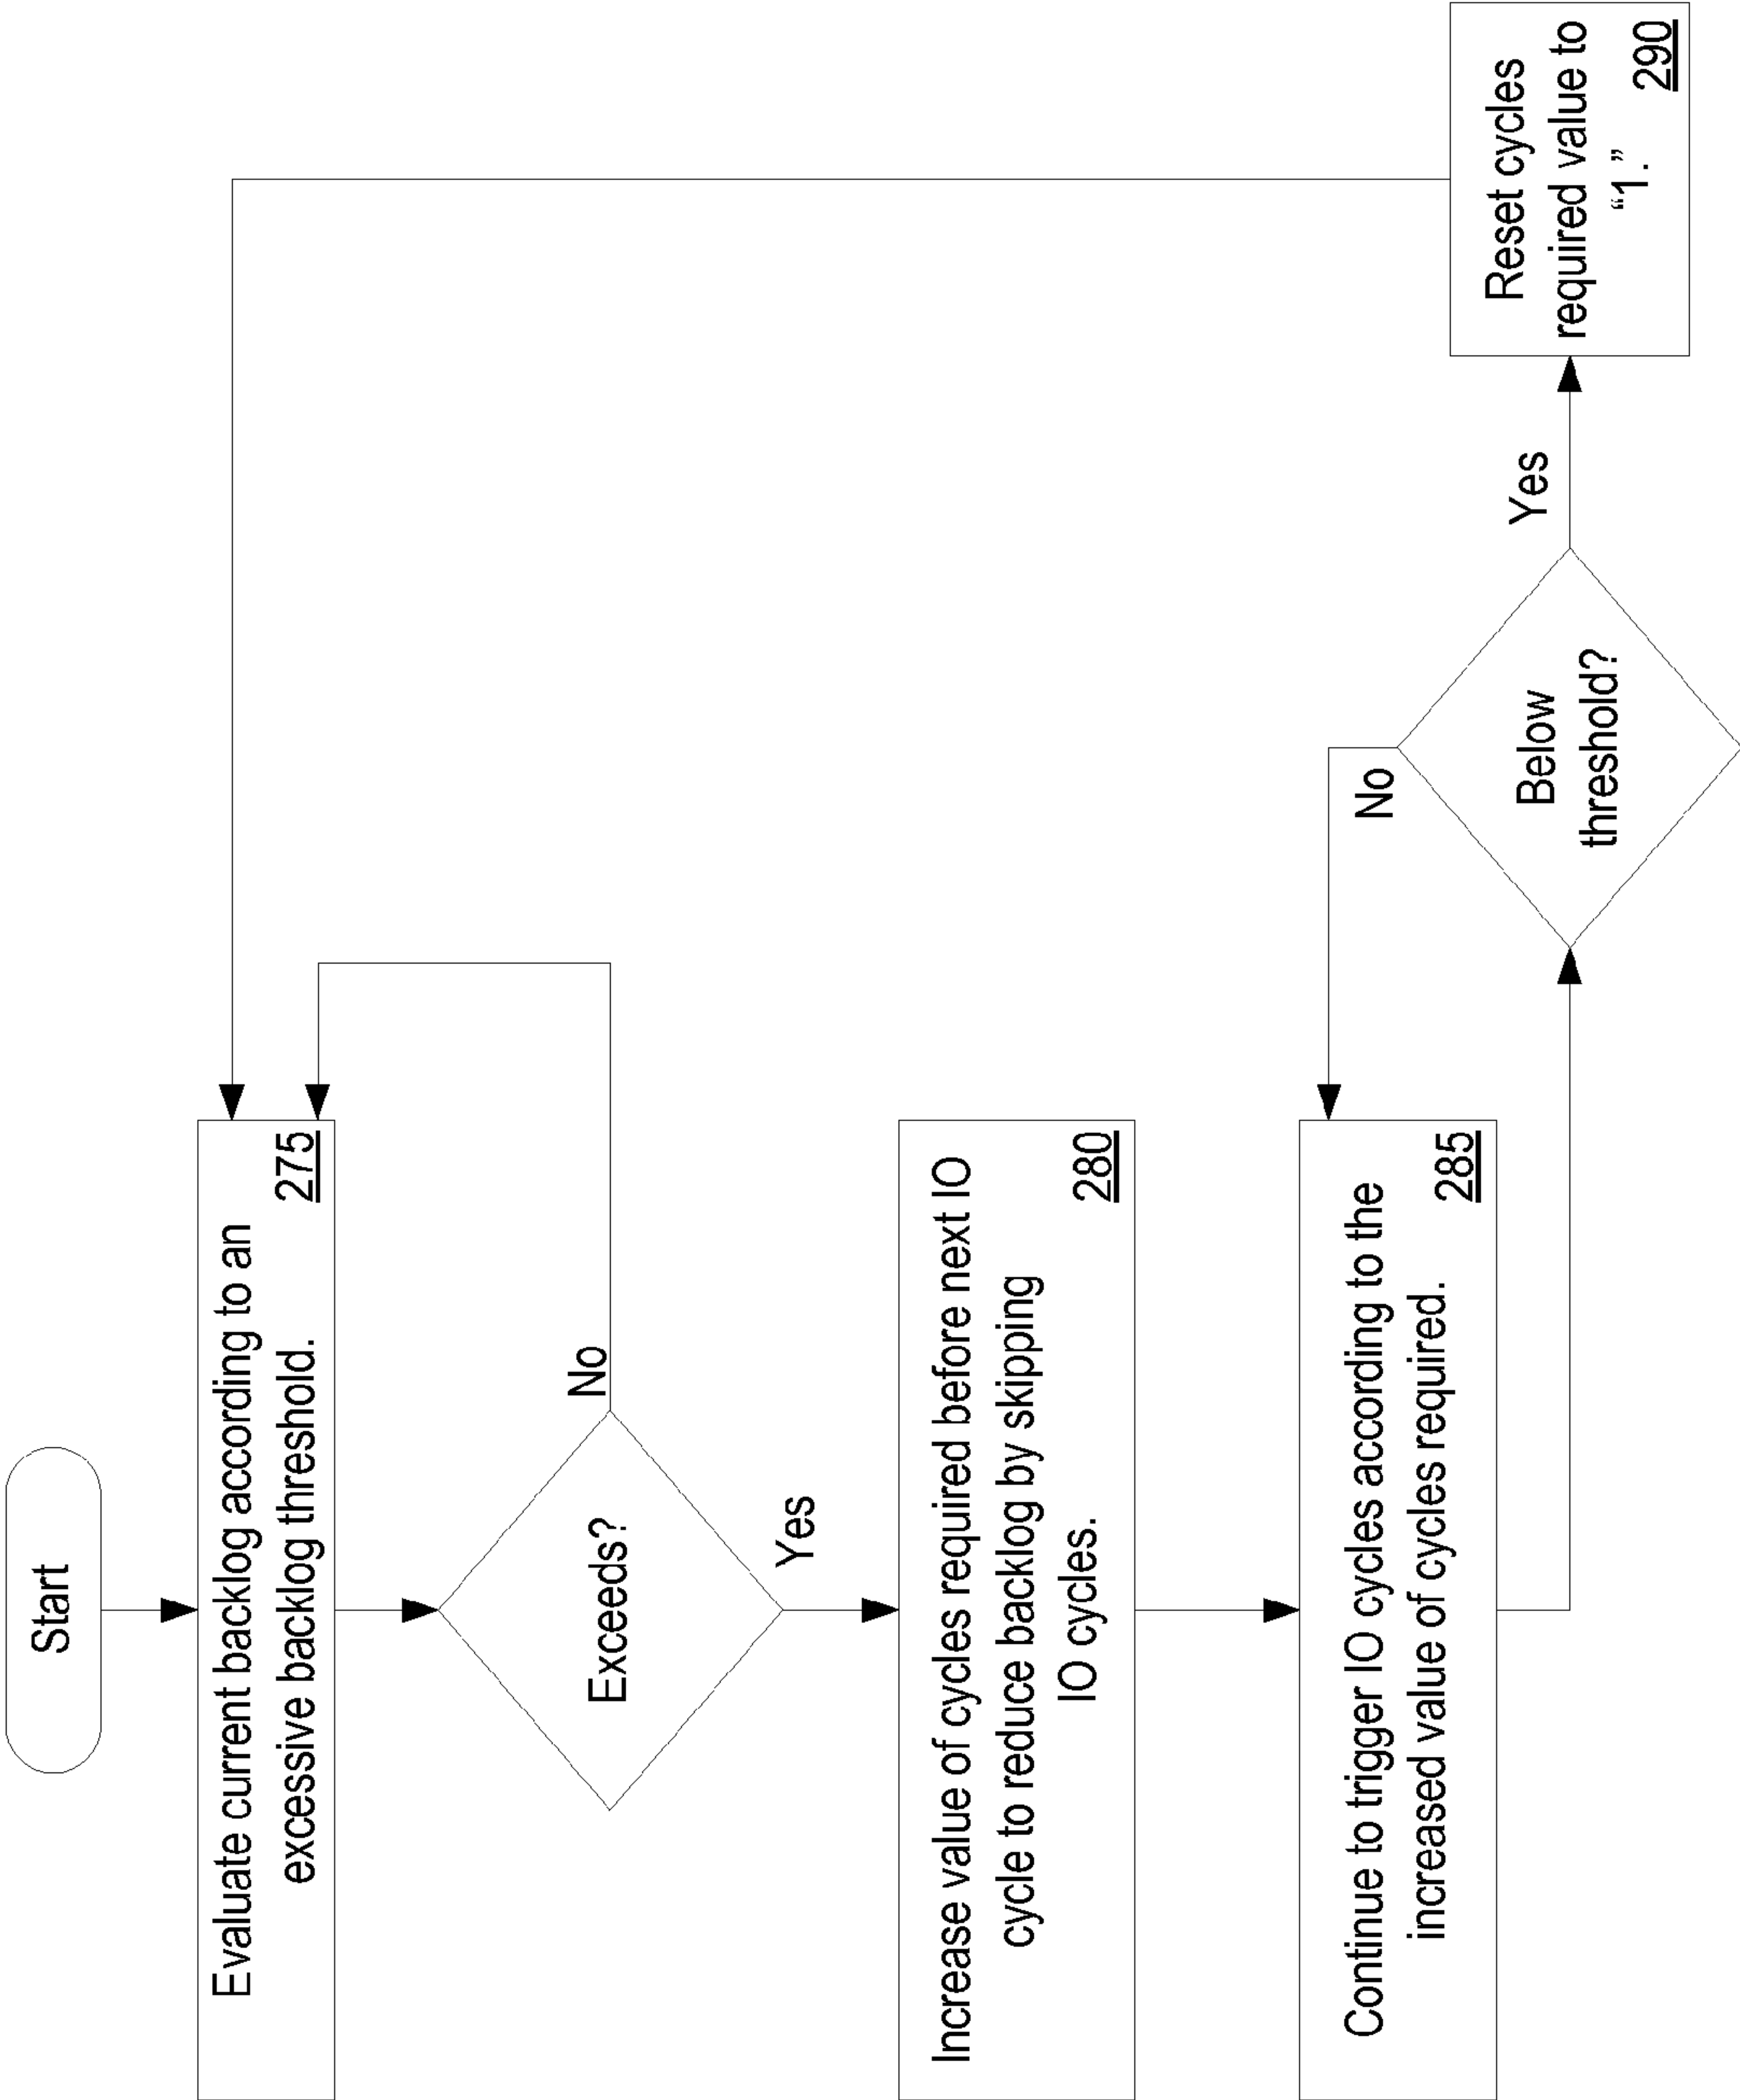 Start
Evaluate current backlog according to an
excessive backlog threshold.
275
Exceeds?
No
Yes
Increase value of cycles required before next IO
cycle to reduce backlog by skipping
IO cycles.
280
Continue to trigger IO cycles according to the
increased value of cycles required.
285
No
Below
threshold?
Yes
Reset cycles
required value to
“1.”
290